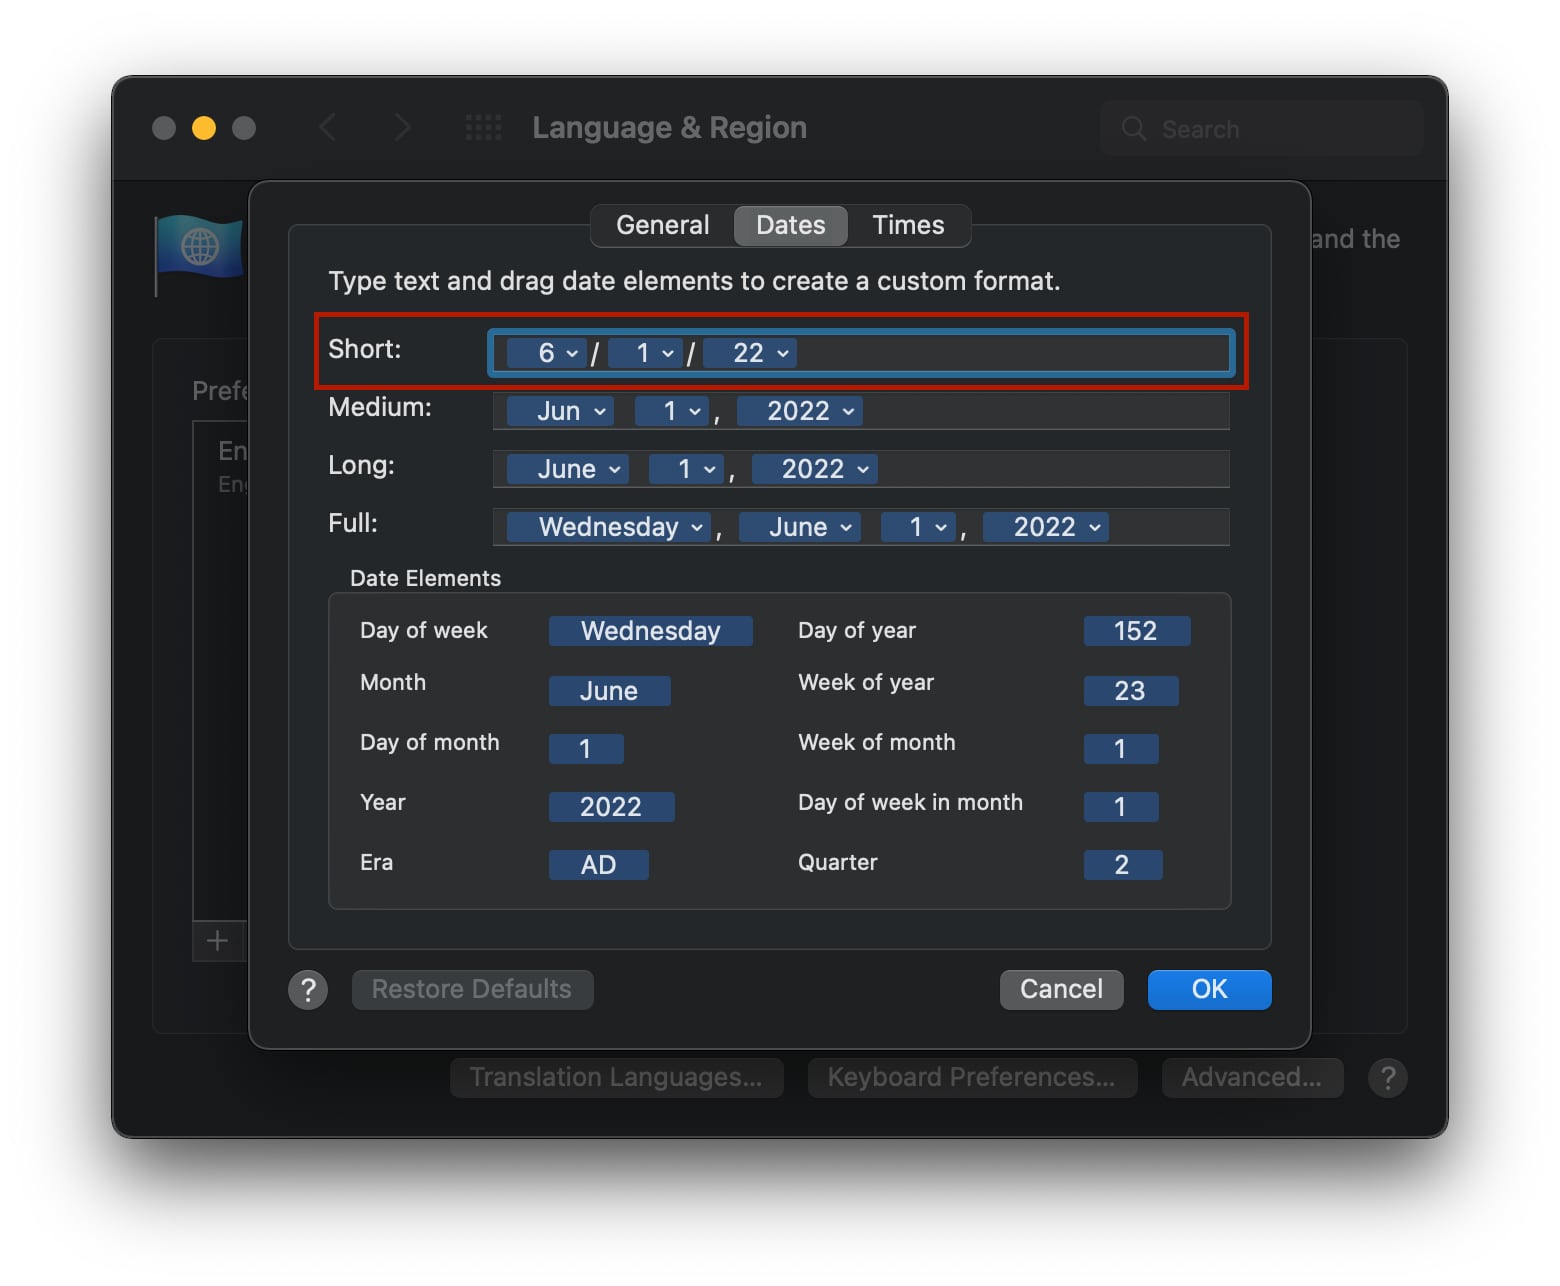 Language & Region
Search
and the
General Dates Times
Type text and drag date elements to create a custom format.
Short: 6 / 1 / 22
Medium: Jun 1 , 2022
Long: June 1 , 2022
Full: Wednesday , June 1 , 2022
Date Elements
Day of week Wednesday Day of year 152
Month June Week of year 23
Day of month 1 Week of month 1
Year 2022 Day of week in month 1
Era AD Quarter 2
? Restore Defaults Cancel OK
Translation Languages... Keyboard Preferences... Advanced... ?